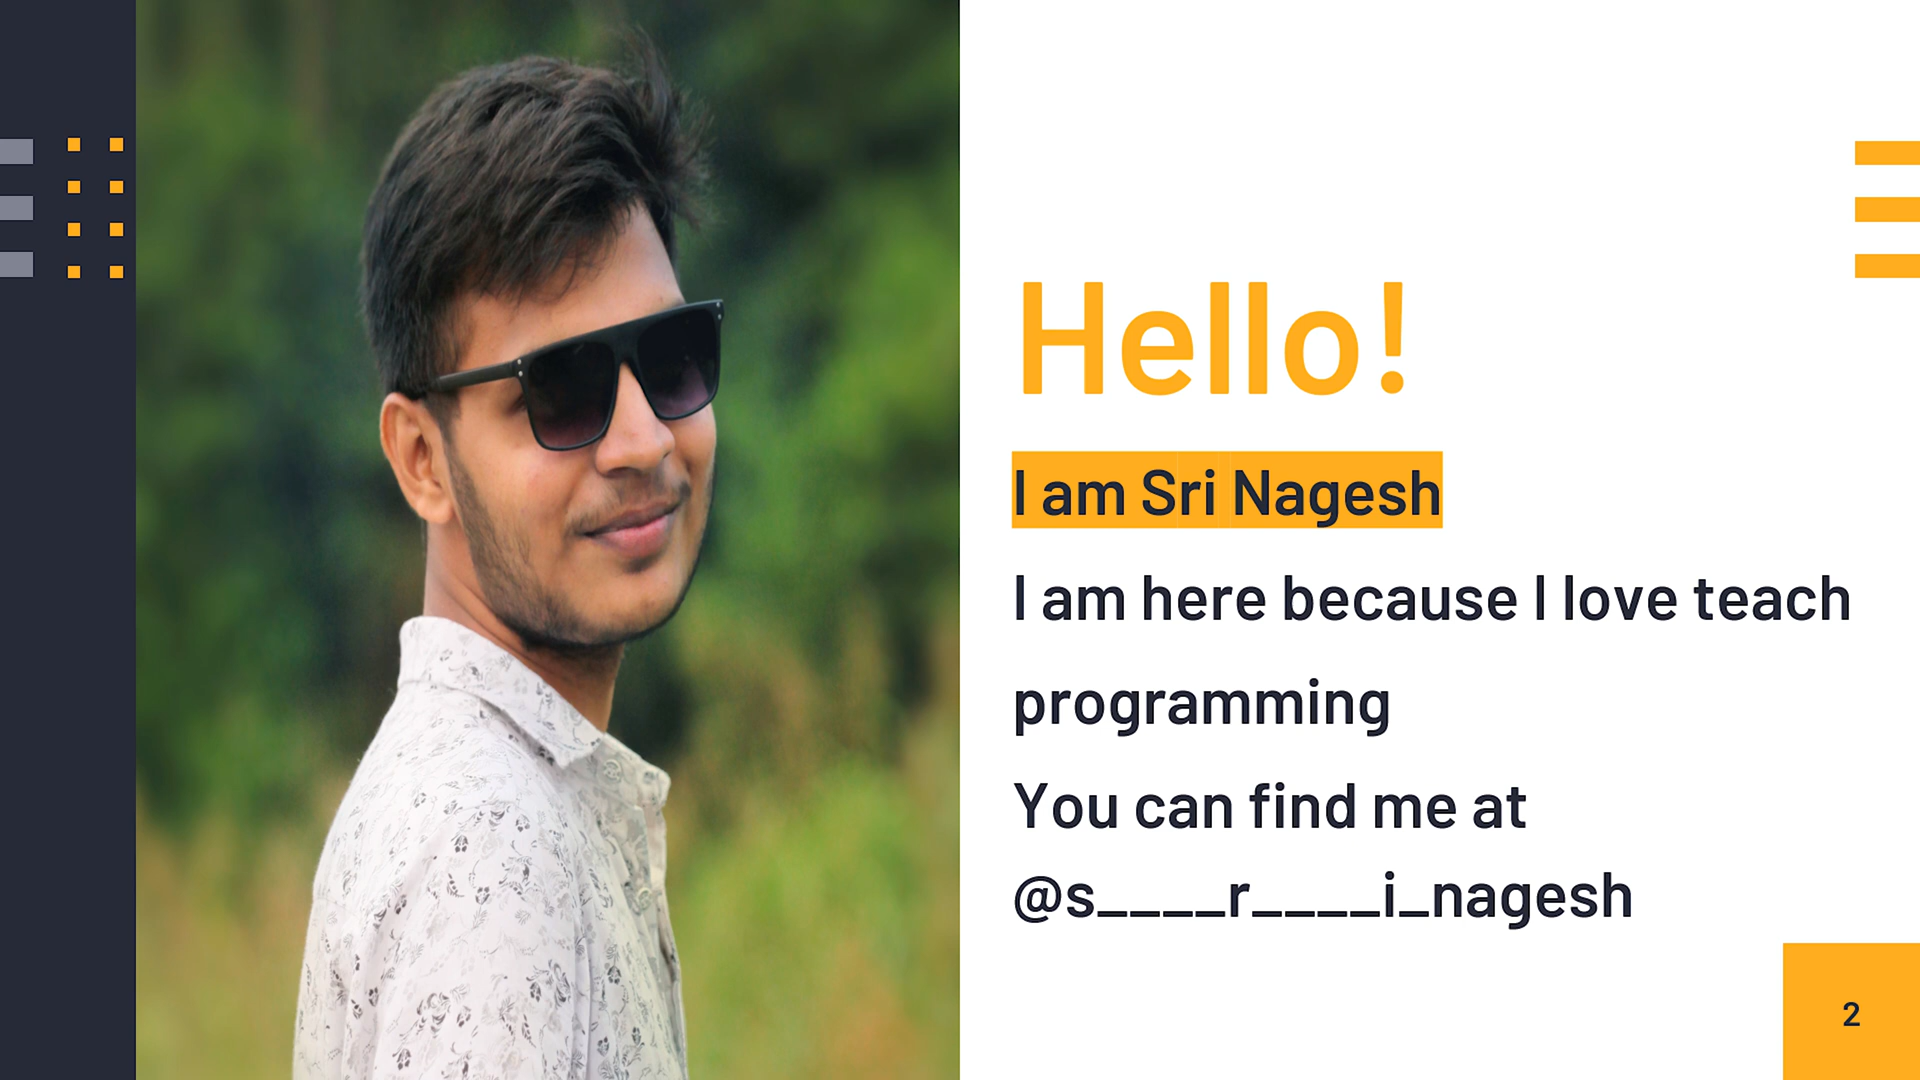 Hello!
I am Sri Nagesh
I am here because I love teach
programming
You can find me at
@s____r____i_nagesh
2